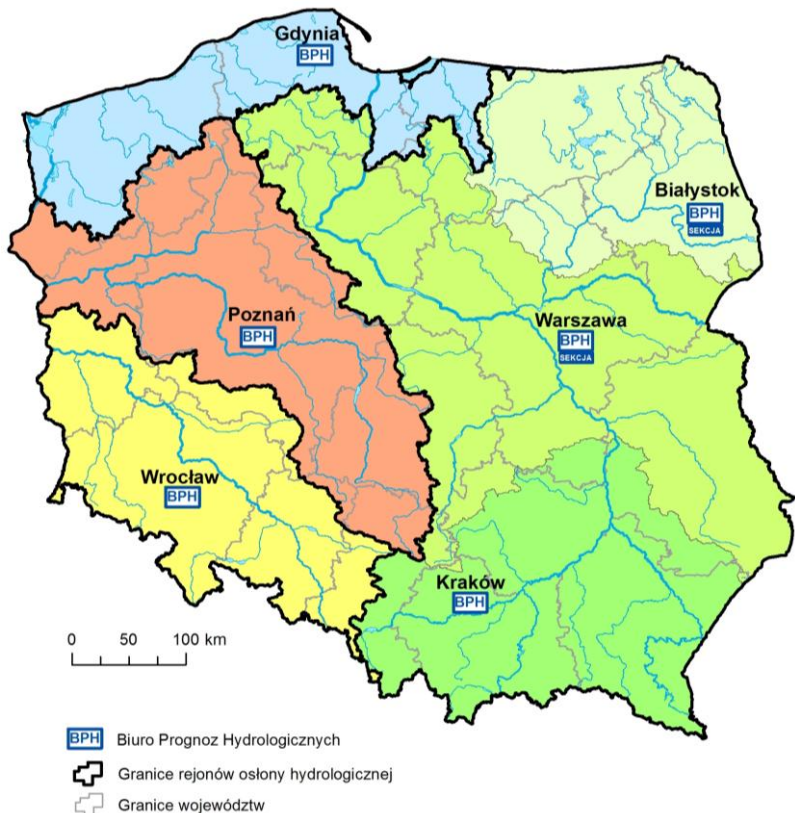 Gdynia
BPH
Białystok
BPH
SEKCJA
Poznań
BPH
Warszawa
BPH
SEKCJA
Wrocław
BPH
Kraków
BPH
0 50 100 km
BPH Biuro Prognoz Hydrologicznych
Granice rejonów osłony hydrologicznej
Granice województw